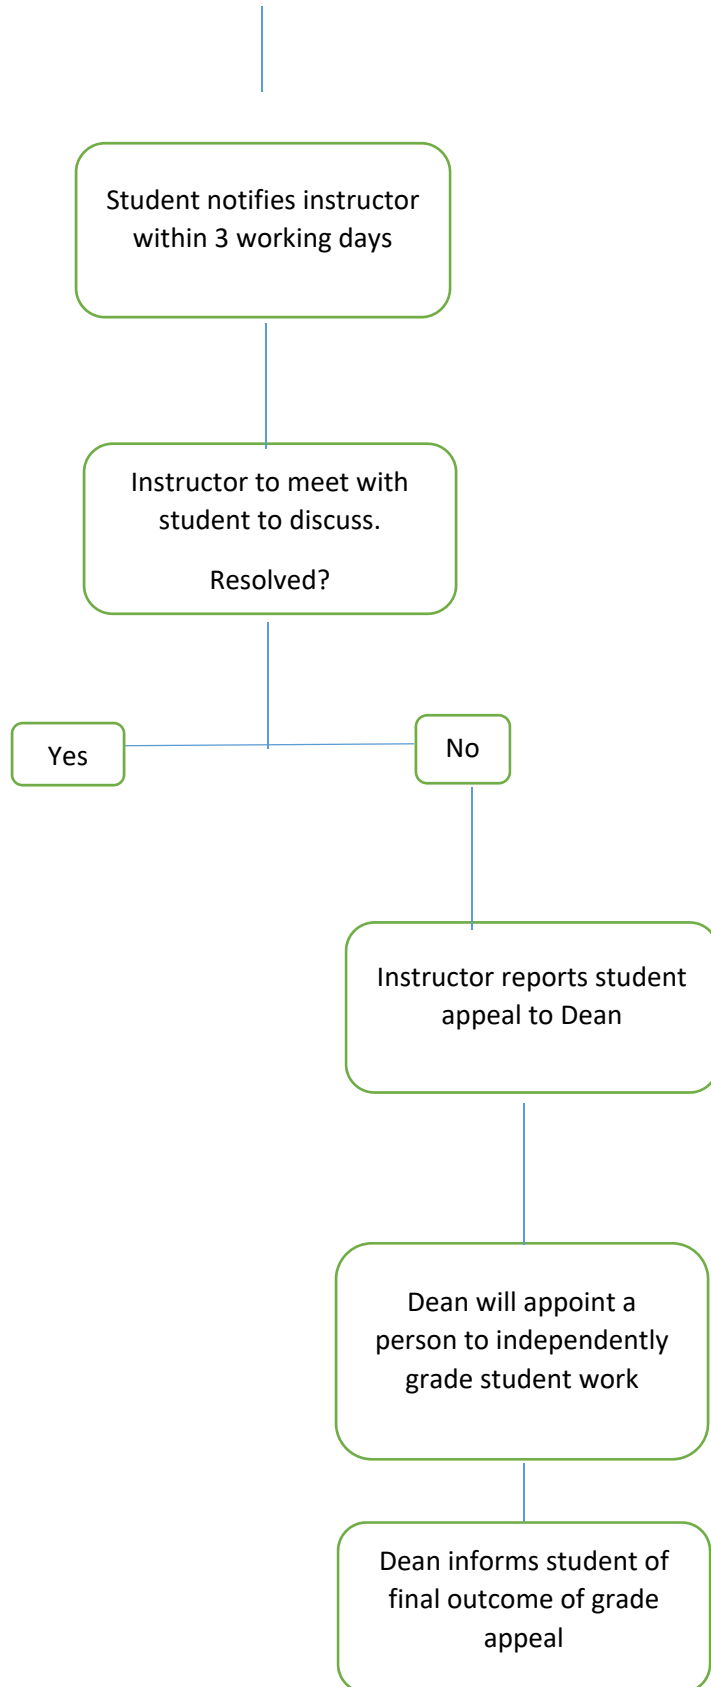 Student notifies instructor
within 3 working days
Instructor to meet with
student to discuss.
Resolved?
Yes
No
Instructor reports student
appeal to Dean
Dean will appoint a
person to independently
grade student work
Dean informs student of
final outcome of grade
appeal